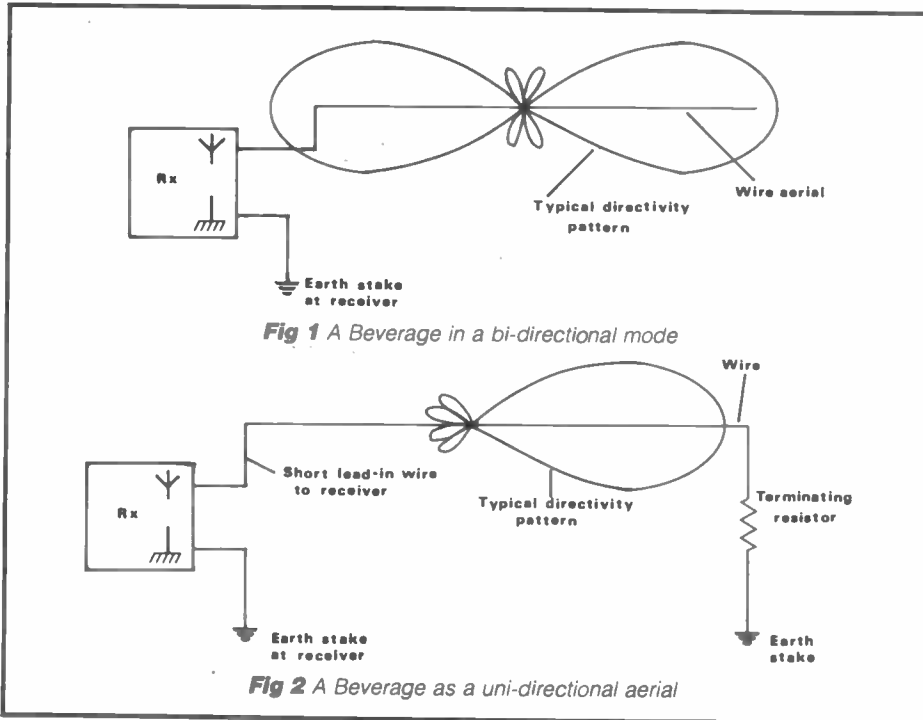 Rx
Typical directivity
pattern
Wire aerial
Earth stake
at receiver
Fig 1 A Beverage in a bi-directional mode
Wire
Short lead-in wire
to receiver
Typical directivity
pattern
Terminating
resistor
Rx
Earth stake
at receiver
Earth
stake
Fig 2 A Beverage as a uni-directional aerial